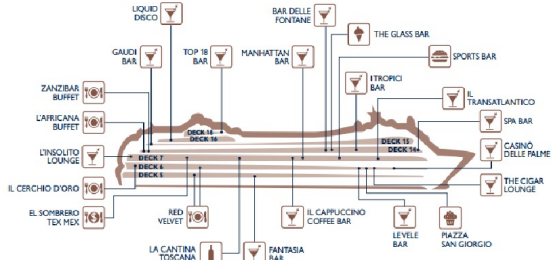 LIQUID
DISCO
BAR DELLE
FONTANE
THE GLASS BAR
GAUDI
BAR
TOP 18
BAR
MANHATTAN
BAR
SPORTS BAR
I TROPICI
BAR
ZANZIBAR
BUFFET
IL
TRANSATLANTICO
L'AFRICANA
BUFFET
SPA BAR
DECK 18
DECK 16
DECK 15
DECK 14
L'INSOLITO
LOUNGE
CASINÒ
DELLE PALME
DECK 7
DECK 6
DECK 5
IL CERCHIO D'ORO
THE CIGAR
LOUNGE
EL SOMBRERO
TEX MEX
RED
VELVET
IL CAPPUCCINO
COFFEE BAR
LEVELE
BAR
PIAZZA
SAN GIORGIO
LA CANTINA
TOSCANA
FANTASIA
BAR